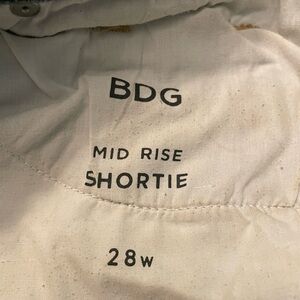 BDG
MID RISE
SHORTIE
28W